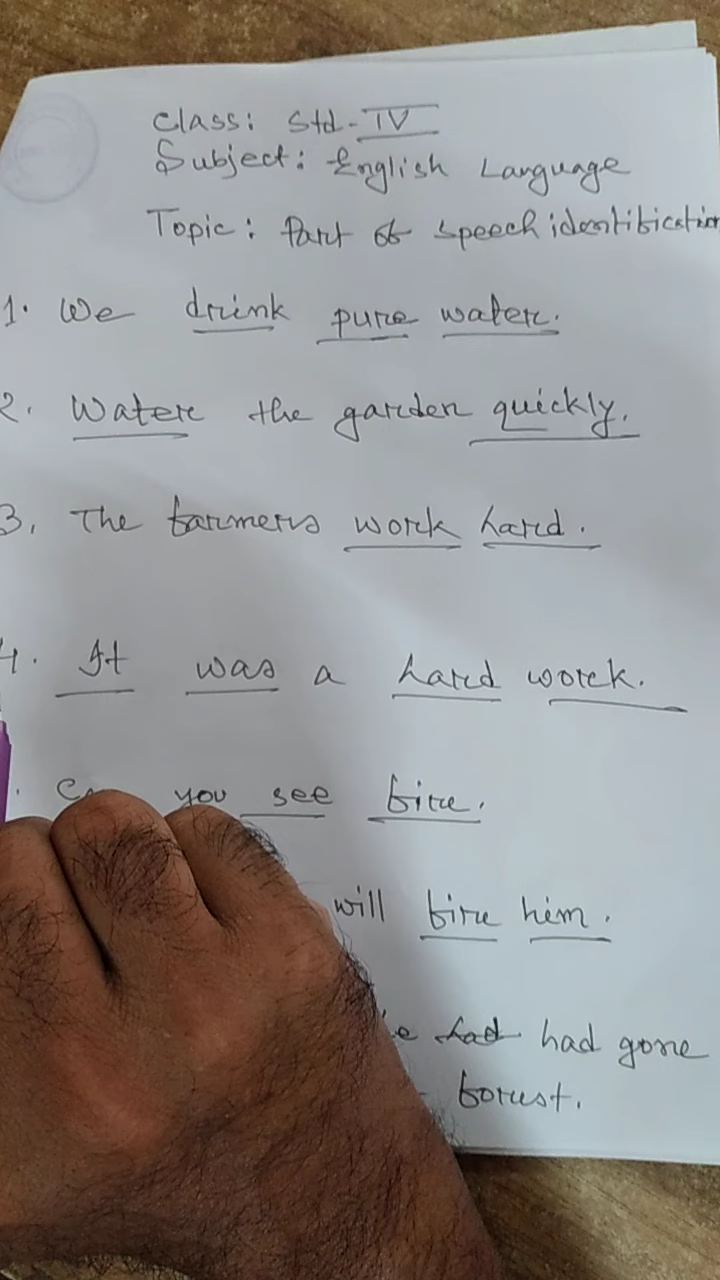 Class: Std-IV
Subject: English Language
Topic: Part of speech identification
1. We drink pure water.
2. Water the garden quickly.
3. The farmers work hard.
4. It was a hard work.
you see fire.
will fire him.
had had gone
forest.